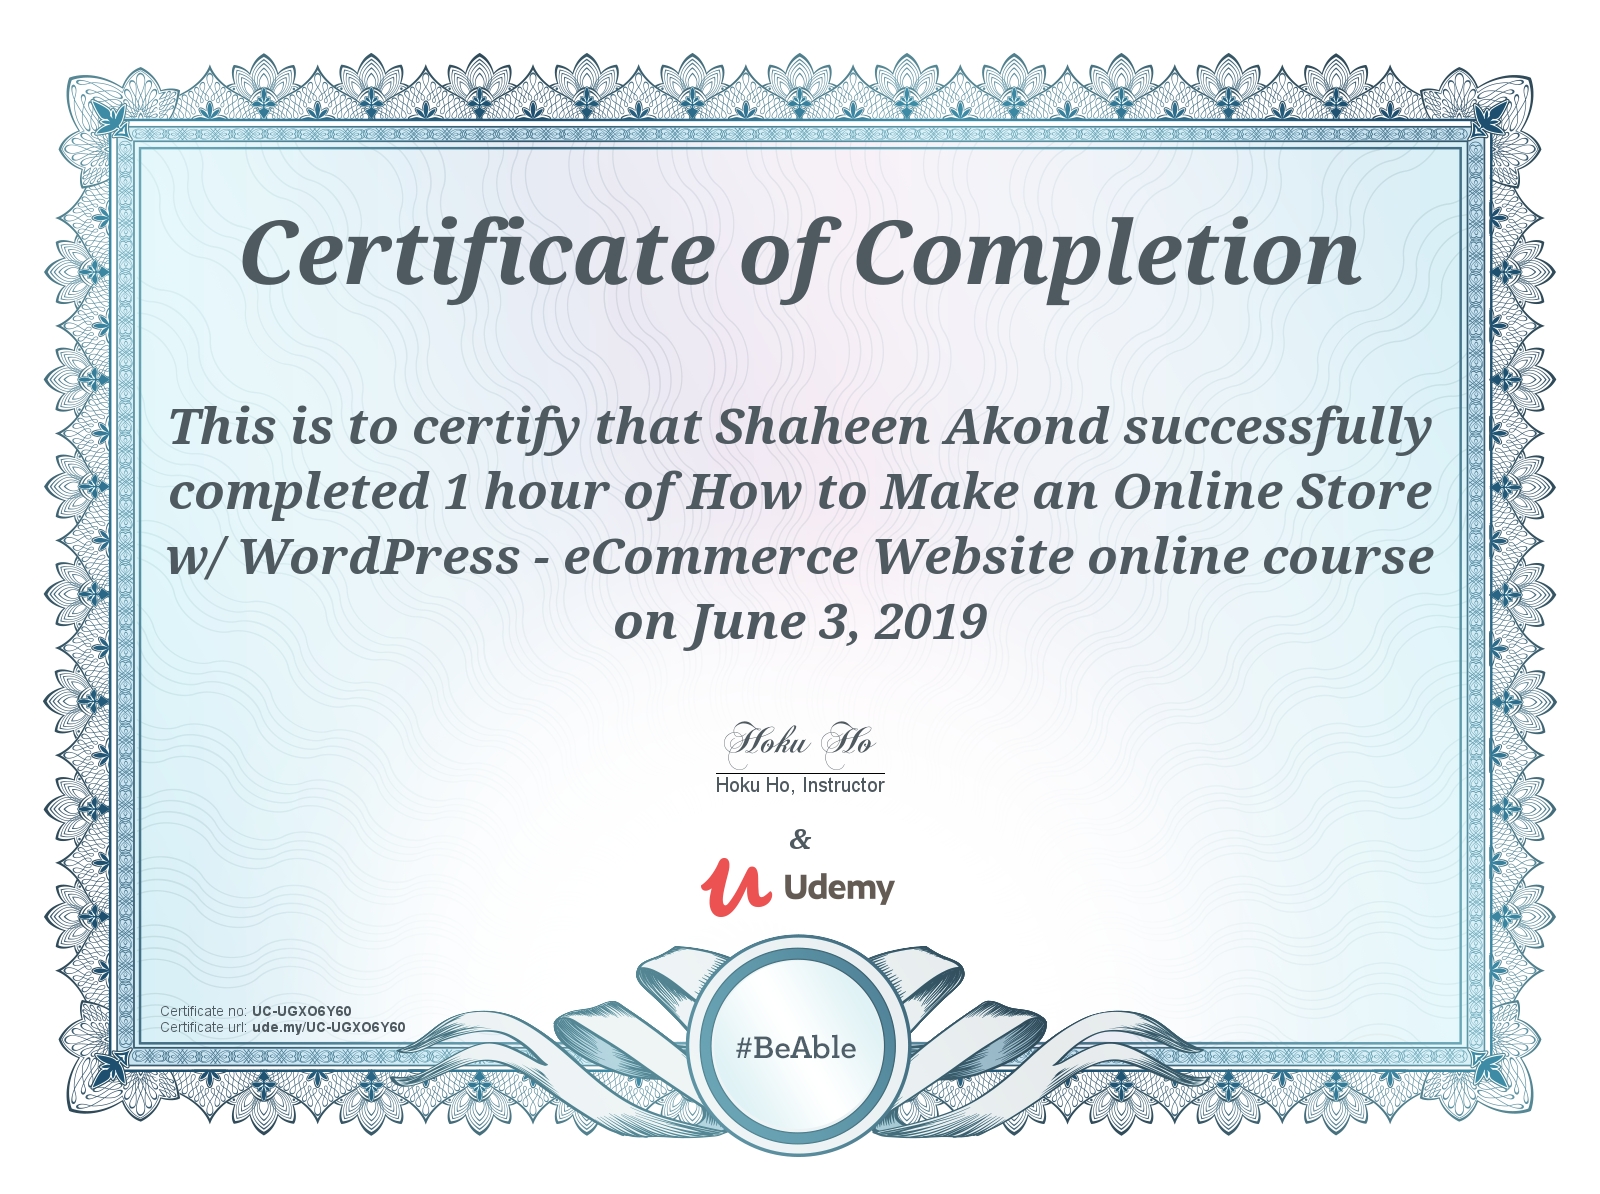 Certificate of Completion
This is to certify that Shaheen Akond successfully
completed 1 hour of How to Make an Online Store
w/ WordPress - eCommerce Website online course
on June 3, 2019
Hoku Ho
Hoku Ho, Instructor
&
Udemy
Certificate no: UC-UGXO6Y60
Certificate url: ude.my/UC-UGXO6Y60
#BeAble